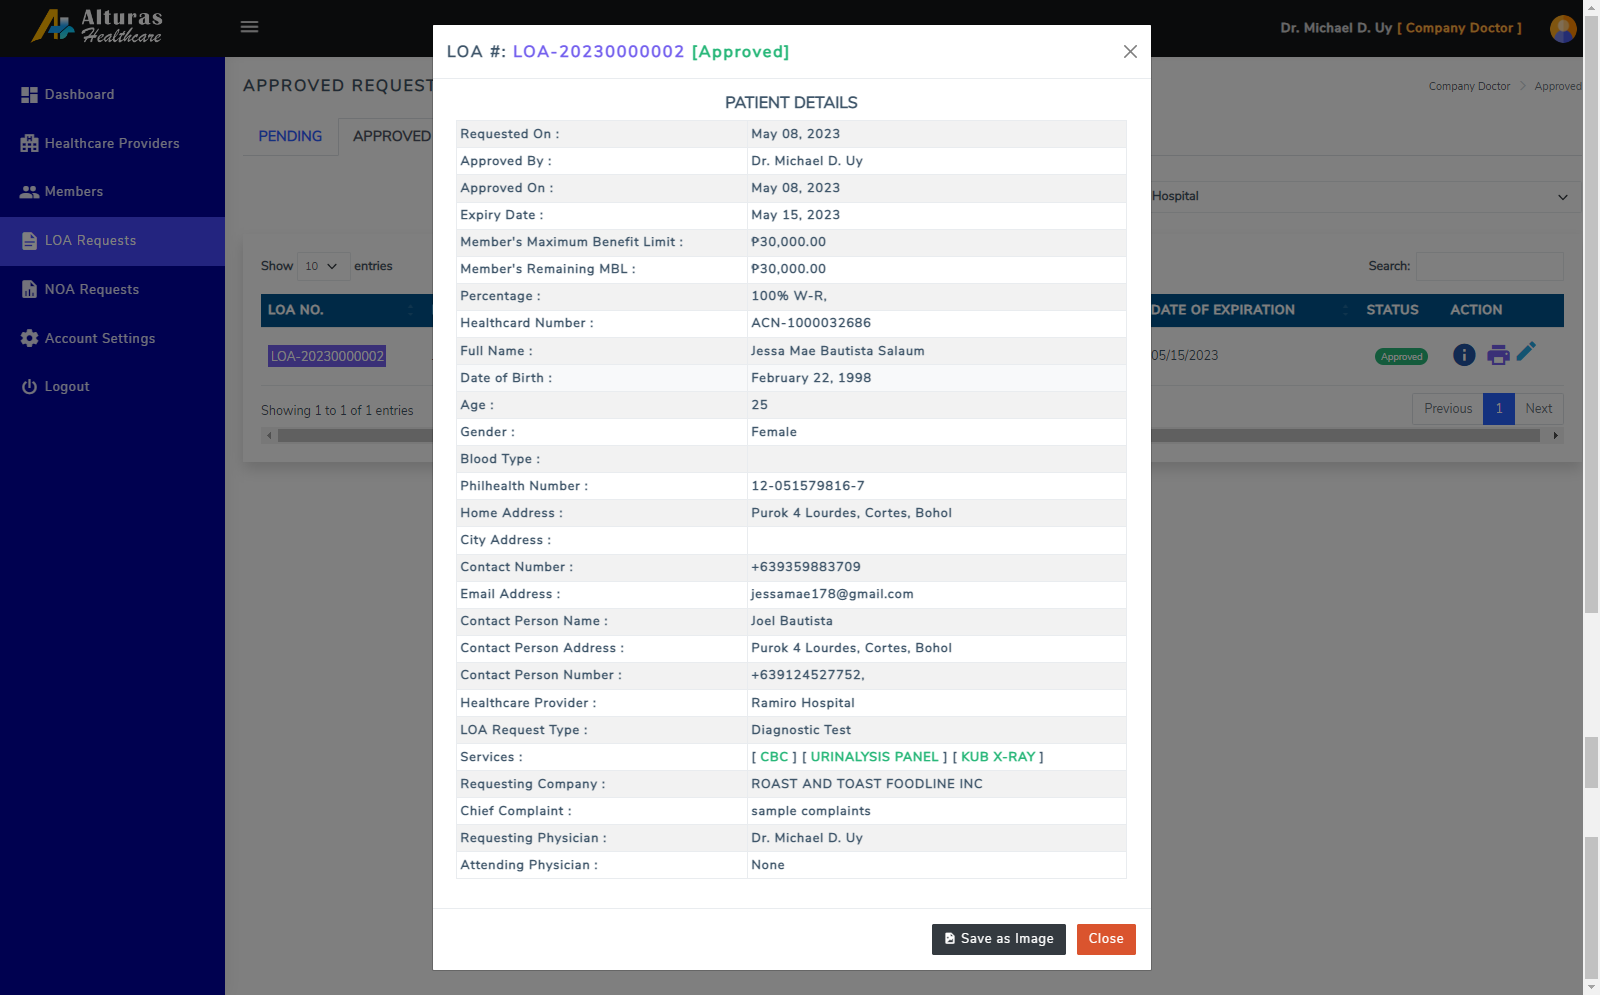 Alturas
Healthcare
Dr. Michael D. Uy [ Company Doctor ]
Dashboard
Healthcare Providers
Members
LOA Requests
NOA Requests
Account Settings
Logout
APPROVED REQUEST
Company Doctor > Approved
PENDING
APPROVED
Hospital
Show 10 entries
Search:
LOA NO.
DATE OF EXPIRATION
STATUS
ACTION
LOA-20230000002
05/15/2023
Approved
Showing 1 to 1 of 1 entries
Previous 1 Next
LOA #: LOA-20230000002 [Approved]
PATIENT DETAILS
Requested On : May 08, 2023
Approved By : Dr. Michael D. Uy
Approved On : May 08, 2023
Expiry Date : May 15, 2023
Member's Maximum Benefit Limit : ₱30,000.00
Member's Remaining MBL : ₱30,000.00
Percentage : 100% W-R,
Healthcard Number : ACN-1000032686
Full Name : Jessa Mae Bautista Salaum
Date of Birth : February 22, 1998
Age : 25
Gender : Female
Blood Type :
Philhealth Number : 12-051579816-7
Home Address : Purok 4 Lourdes, Cortes, Bohol
City Address :
Contact Number : +639359883709
Email Address : jessamae178@gmail.com
Contact Person Name : Joel Bautista
Contact Person Address : Purok 4 Lourdes, Cortes, Bohol
Contact Person Number : +639124527752,
Healthcare Provider : Ramiro Hospital
LOA Request Type : Diagnostic Test
Services : [ CBC ] [ URINALYSIS PANEL ] [ KUB X-RAY ]
Requesting Company : ROAST AND TOAST FOODLINE INC
Chief Complaint : sample complaints
Requesting Physician : Dr. Michael D. Uy
Attending Physician : None
Save as Image
Close